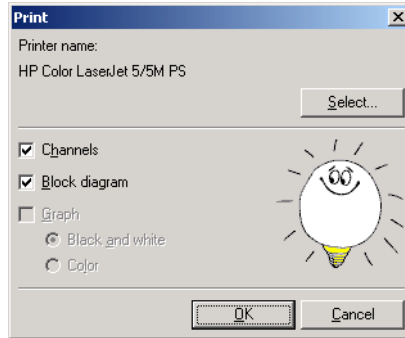 Print
Printer name:
HP Color LaserJet 5/5M PS
Select...
Channels
Block diagram
Graph
Black and white
Color
OK
Cancel